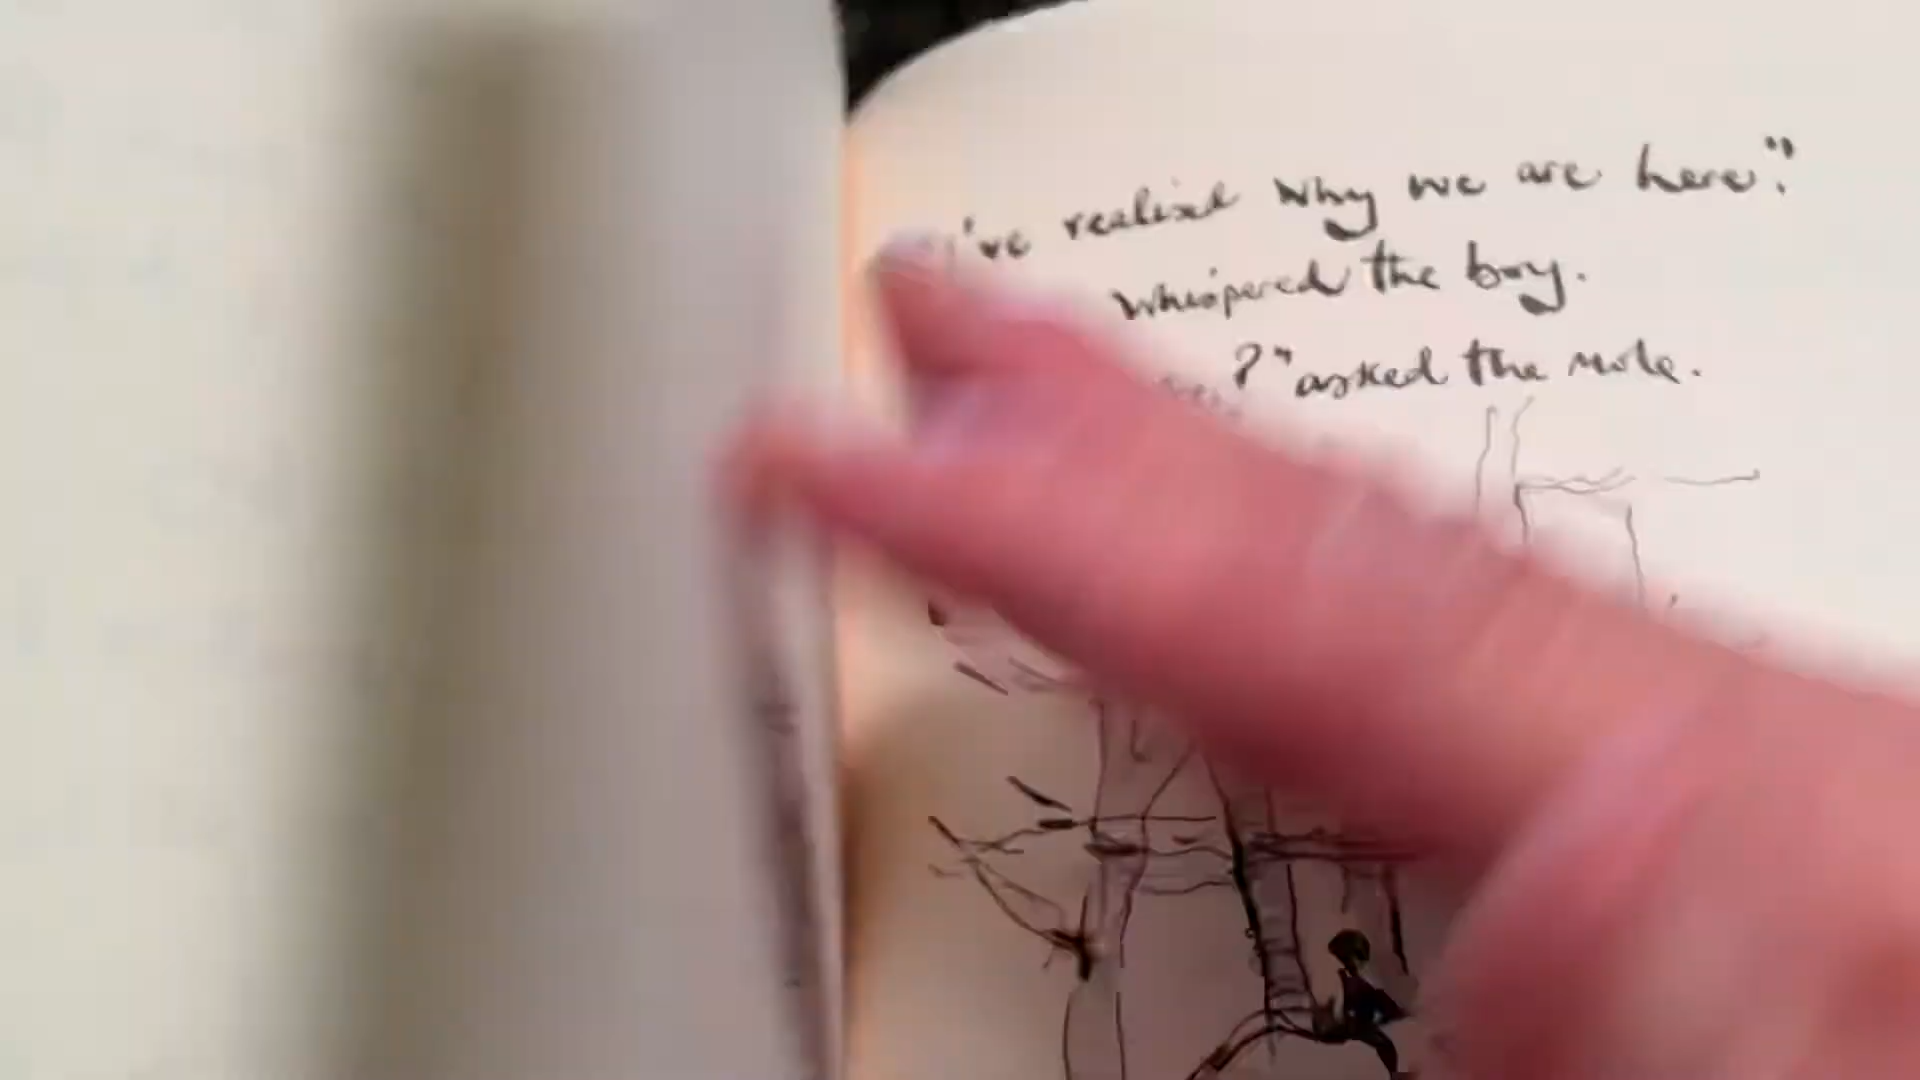 I've realised why we are here."
whispered the boy.
?" asked the mole.